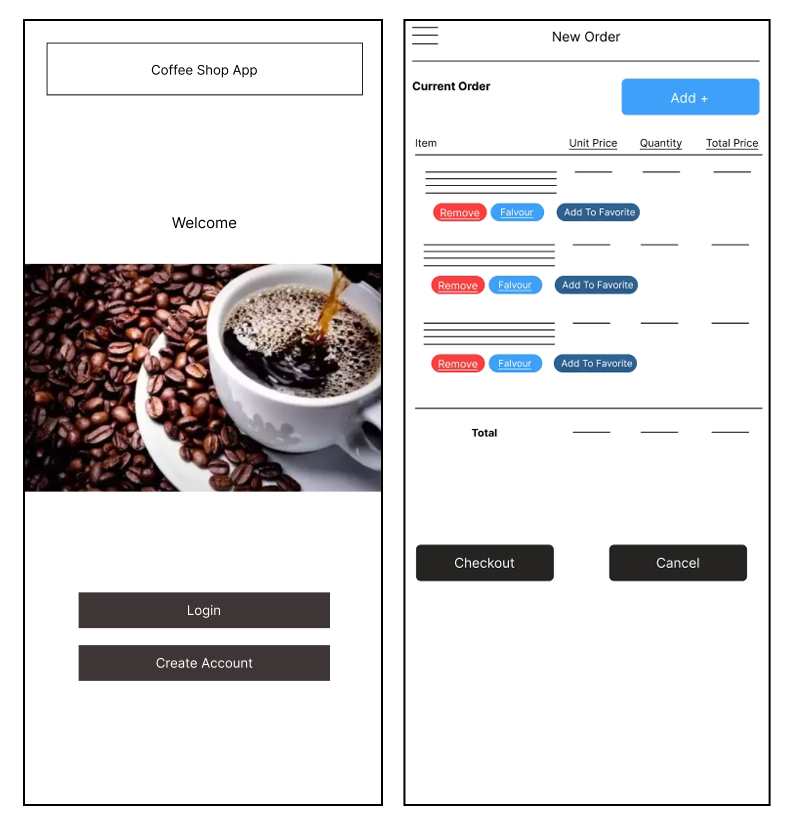 Coffee Shop App
Welcome
Login
Create Account
New Order
Current Order
Add +
Item Unit Price Quantity Total Price
Remove Falvour Add To Favorite
Remove Falvour Add To Favorite
Remove Falvour Add To Favorite
Total
Checkout Cancel